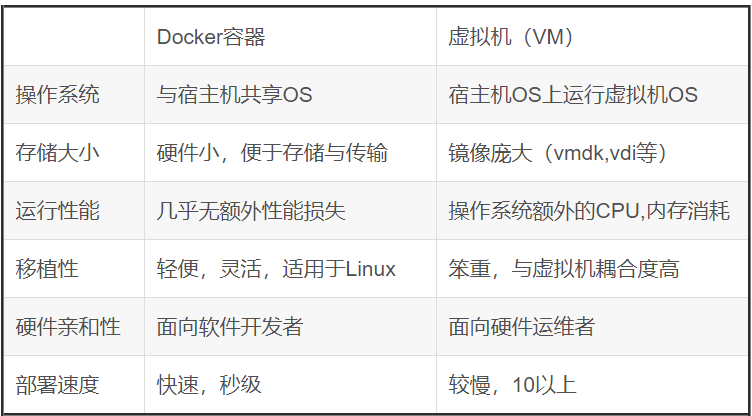 Docker容器 虚拟机（VM）
操作系统 与宿主机共享OS 宿主机OS上运行虚拟机OS
存储大小 硬件小，便于存储与传输 镜像庞大（vmdk,vdi等）
运行性能 几乎无额外性能损失 操作系统额外的CPU,内存消耗
移植性 轻便，灵活，适用于Linux 笨重，与虚拟机耦合度高
硬件亲和性 面向软件开发者 面向硬件运维者
部署速度 快速，秒级 较慢，10以上